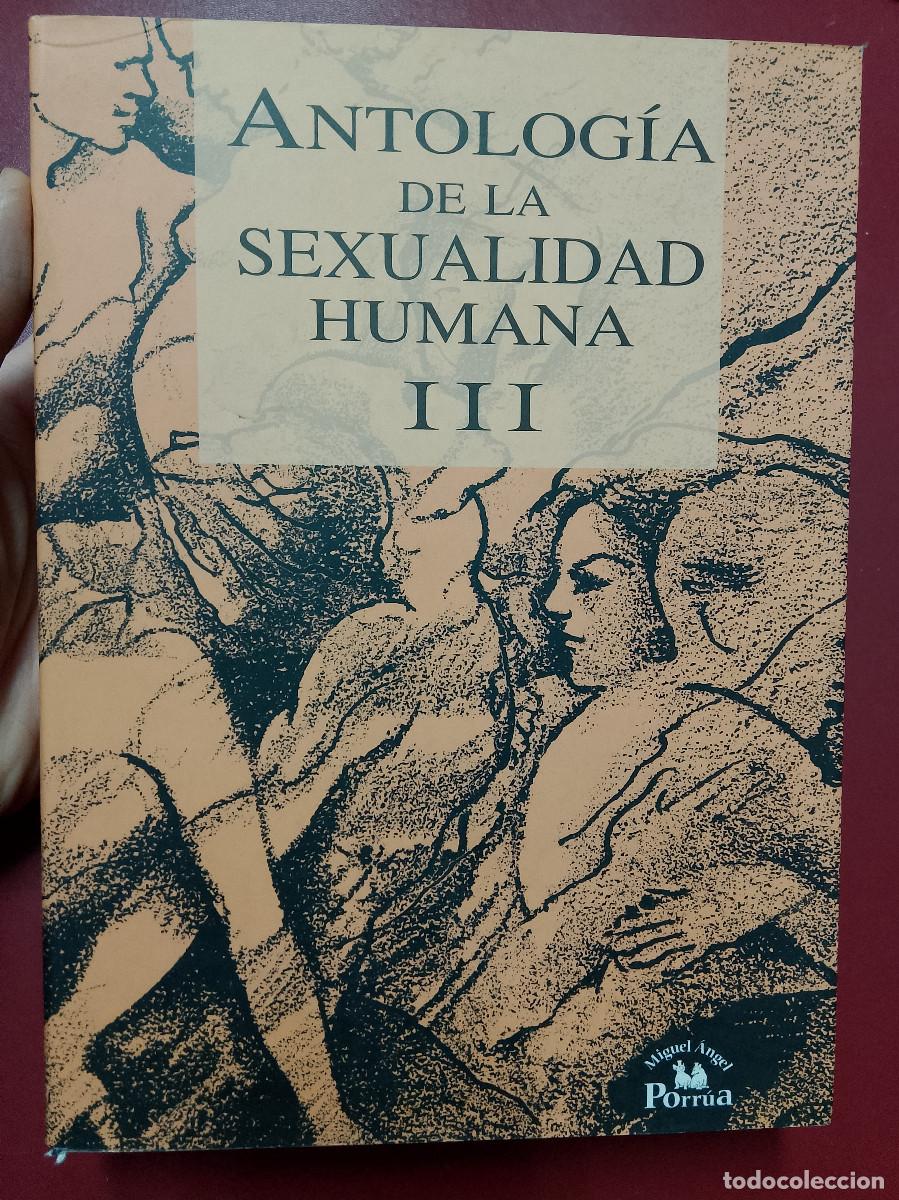 ANTOLOGÍA
DE LA
SEXUALIDAD
HUMANA
III
Miguel Ángel
Porrúa
todocoleccion